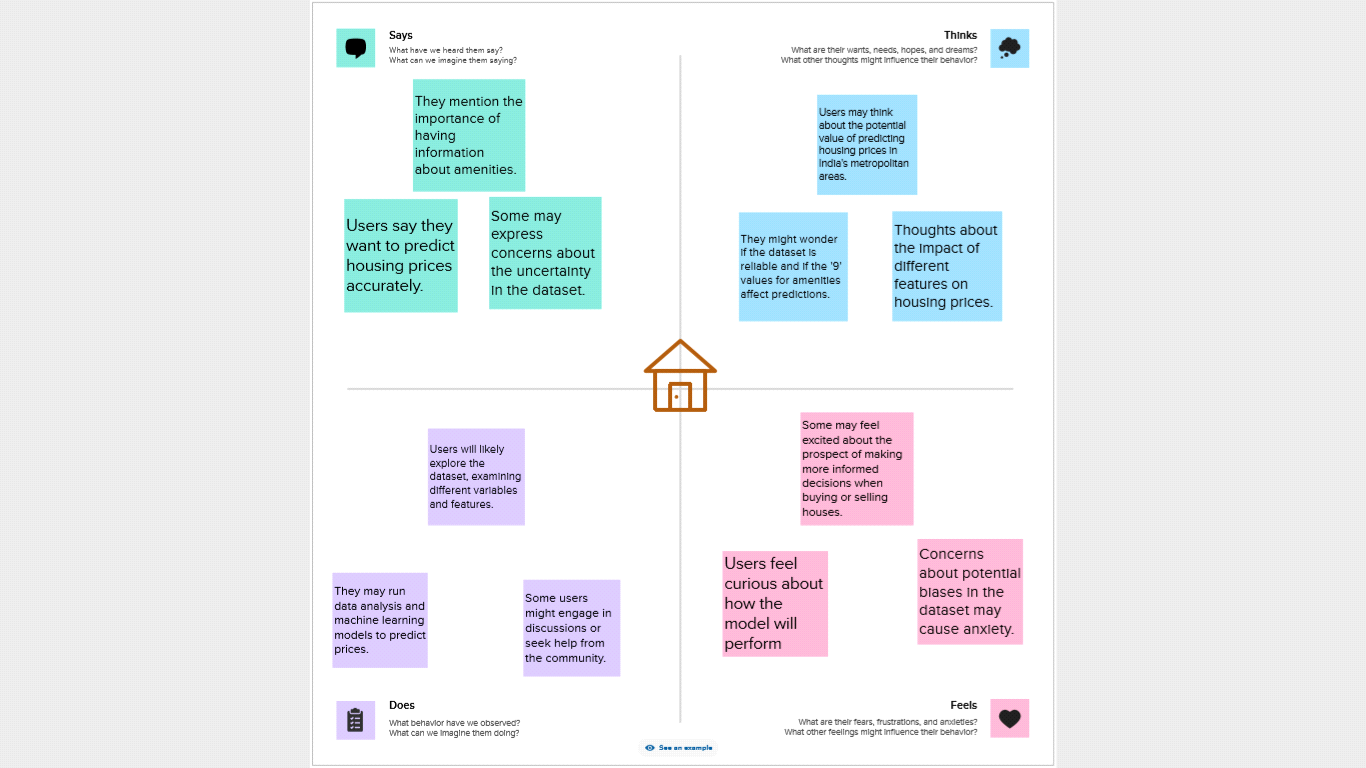 Says
What have we heard them say?
What can we imagine them saying?
Thinks
What are their wants, needs, hopes, and dreams?
What other thoughts might influence their behavior?
They mention the
importance of
having
information
about amenities.
Users say they
want to predict
housing prices
accurately.
Some may
express
concerns about
the uncertainty
in the dataset.
Users may think
about the potential
value of predicting
housing prices in
India's metropolitan
areas.
They might wonder
if the dataset is
reliable and if the '9'
values for amenities
affect predictions.
Thoughts about
the impact of
different
features on
housing prices.
Users will likely
explore the
dataset, examining
different variables
and features.
They may run
data analysis and
machine learning
models to predict
prices.
Some users
might engage in
discussions or
seek help from
the community.
Some may feel
excited about the
prospect of making
more informed
decisions when
buying or selling
houses.
Users feel
curious about
how the
model will
perform
Concerns
about potential
biases in the
dataset may
cause anxiety.
Does
What behavior have we observed?
What can we imagine them doing?
Feels
What are their fears, frustrations, and anxieties?
What other feelings might influence their behavior?
See an example